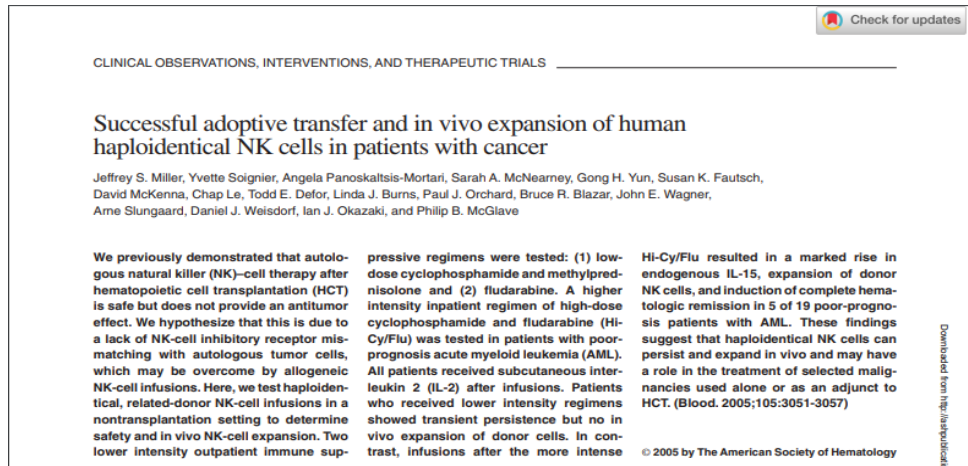 Check for updates
CLINICAL OBSERVATIONS, INTERVENTIONS, AND THERAPEUTIC TRIALS
Successful adoptive transfer and in vivo expansion of human
haploidentical NK cells in patients with cancer
Jeffrey S. Miller, Yvette Soignier, Angela Panoskaltsis-Mortari, Sarah A. McNearney, Gong H. Yun, Susan K. Fautsch,
David McKenna, Chap Le, Todd E. Defor, Linda J. Burns, Paul J. Orchard, Bruce R. Blazar, John E. Wagner,
Arne Slungaard, Daniel J. Weisdorf, Ian J. Okazaki, and Philip B. McGlave
We previously demonstrated that autolo-
gous natural killer (NK)–cell therapy after
hematopoietic cell transplantation (HCT)
is safe but does not provide an antitumor
effect. We hypothesize that this is due to
a lack of NK-cell inhibitory receptor mis-
matching with autologous tumor cells,
which may be overcome by allogeneic
NK-cell infusions. Here, we test haploiden-
tical, related-donor NK-cell infusions in a
nontransplantation setting to determine
safety and in vivo NK-cell expansion. Two
lower intensity outpatient immune sup-
pressive regimens were tested: (1) low-
dose cyclophosphamide and methylpred-
nisolone and (2) fludarabine. A higher
intensity inpatient regimen of high-dose
cyclophosphamide and fludarabine (Hi-
Cy/Flu) was tested in patients with poor-
prognosis acute myeloid leukemia (AML).
All patients received subcutaneous inter-
leukin 2 (IL-2) after infusions. Patients
who received lower intensity regimens
showed transient persistence but no in
vivo expansion of donor cells. In con-
trast, infusions after the more intense
Hi-Cy/Flu resulted in a marked rise in
endogenous IL-15, expansion of donor
NK cells, and induction of complete hema-
tologic remission in 5 of 19 poor-progno-
sis patients with AML. These findings
suggest that haploidentical NK cells can
persist and expand in vivo and may have
a role in the treatment of selected malig-
nancies used alone or as an adjunct to
HCT. (Blood. 2005;105:3051-3057)
© 2005 by The American Society of Hematology
Downloaded from http://ashpublicati